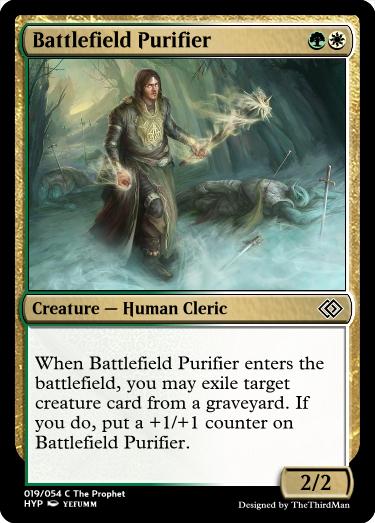 Battlefield Purifier
Creature — Human Cleric
When Battlefield Purifier enters the
battlefield, you may exile target
creature card from a graveyard. If
you do, put a +1/+1 counter on
Battlefield Purifier.
2/2
019/054 C The Prophet
HYP YEFUMM
Designed by TheThirdMan